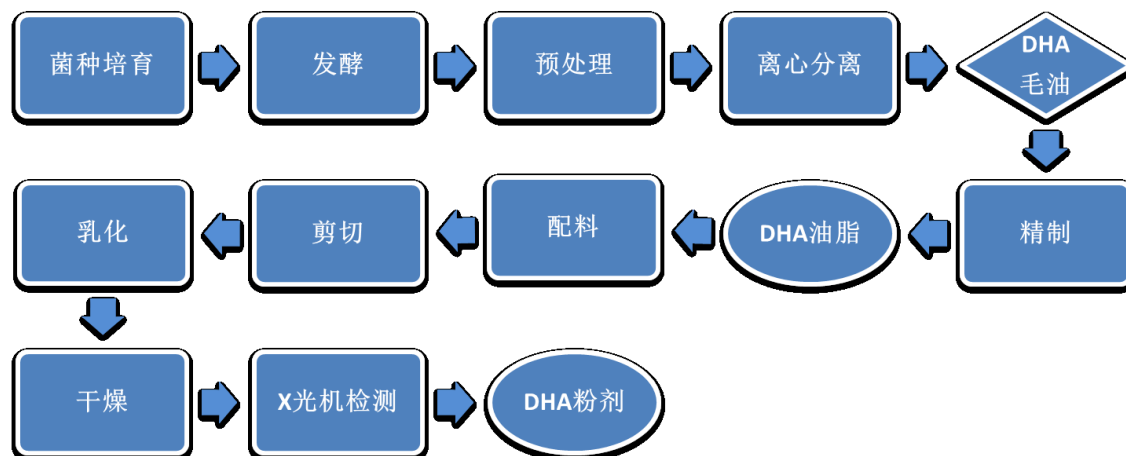 菌种培育
发酵
预处理
离心分离
DHA
毛油
精制
DHA油脂
配料
剪切
乳化
干燥
X光机检测
DHA粉剂